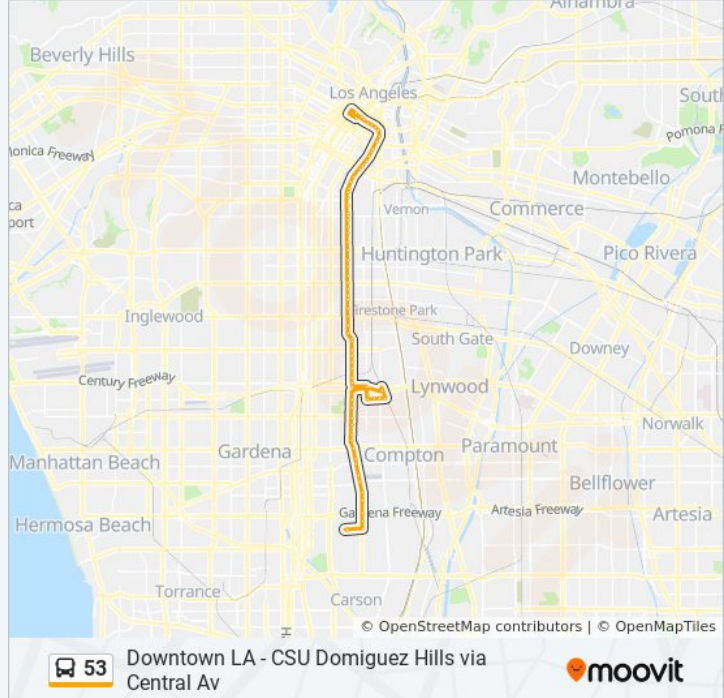 Alhambra
Beverly Hills
Los Angeles
South
Pomona F
onica Freeway
Montebello
ca
port
Vernon
Commerce
Huntington Park
Pico Rivera
Inglewood
Firestone Park
South Gate
Downey
Century Freeway
Lynwood
Norwalk
Gardena
Compton
Paramount
Manhattan Beach
Bellflower
Hermosa Beach
Gardena Freeway
Artesia Freeway
Artesia
Torrance
Carson
H
© OpenStreetMap contributors | © OpenMapTiles
53
Downtown LA - CSU Domiguez Hills via
Central Av
moovit